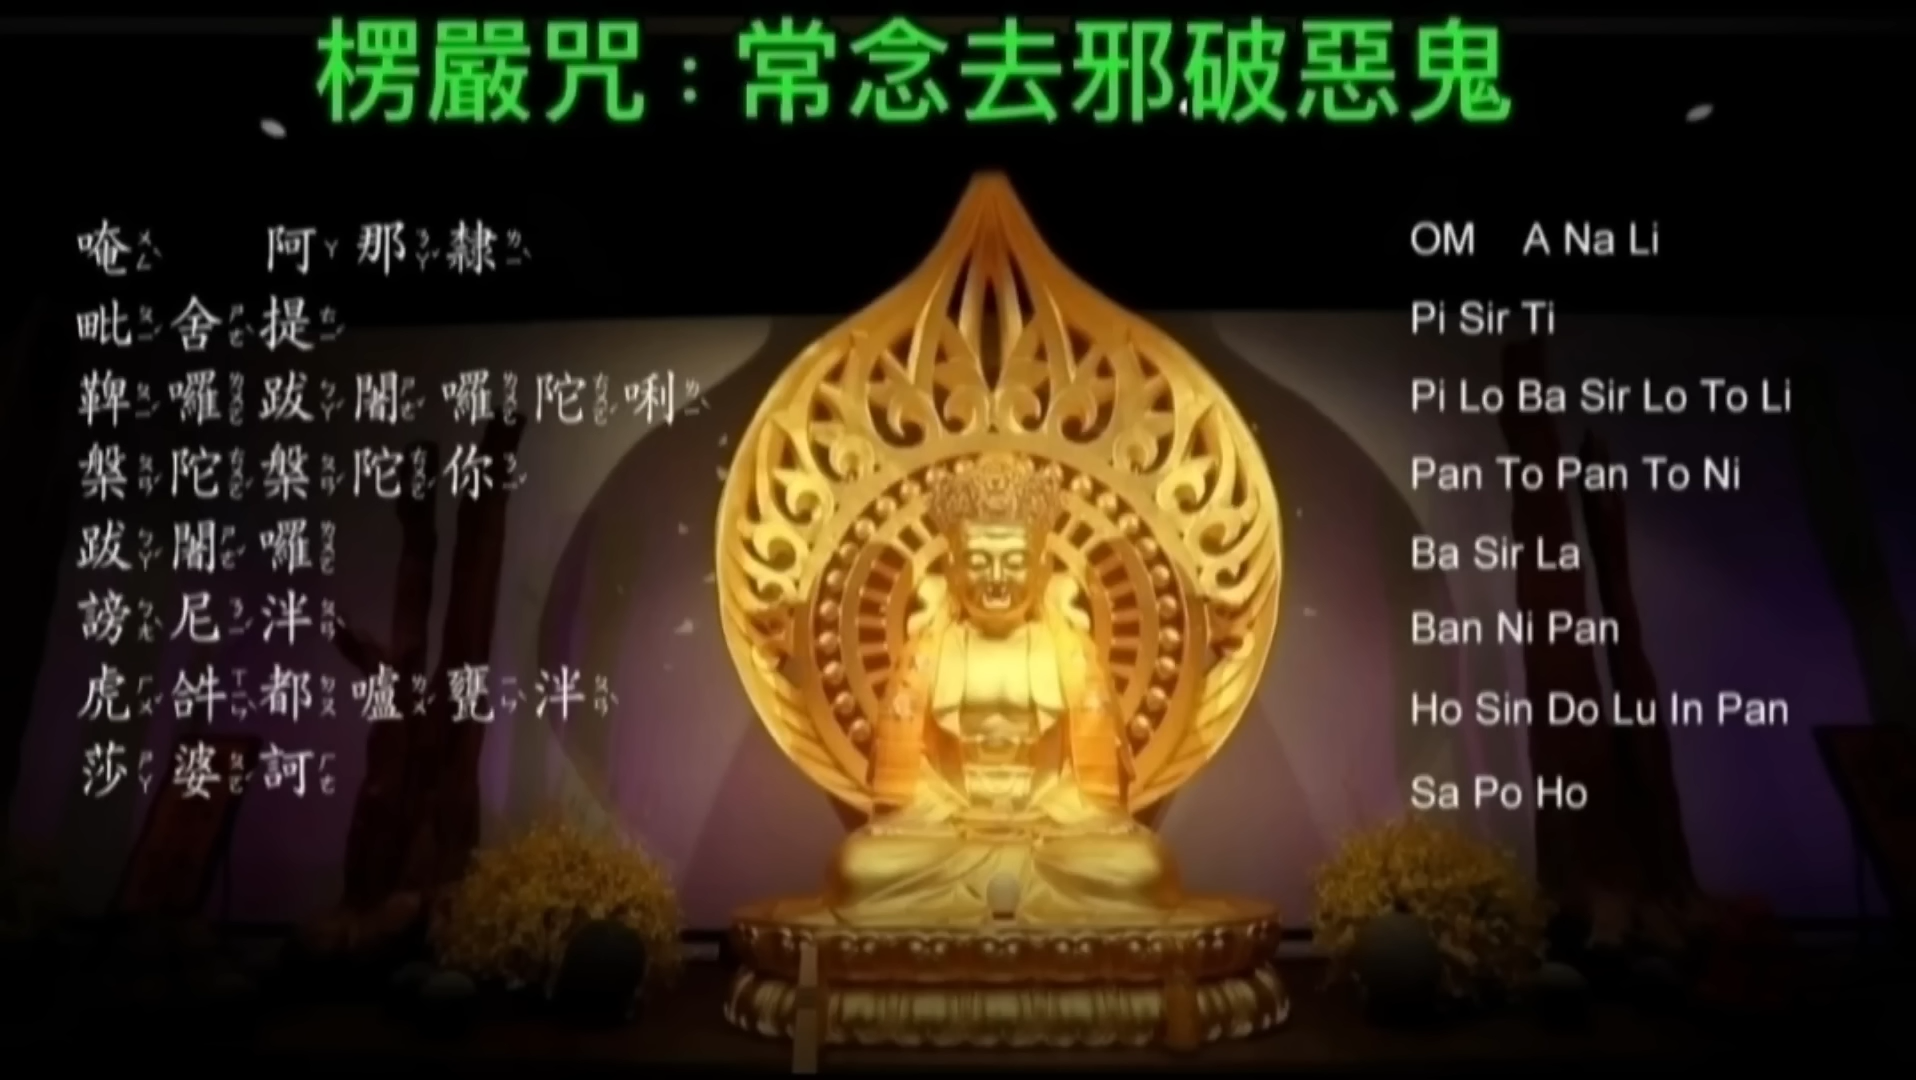 楞嚴咒：常念去邪破惡鬼
唵 阿那隸
毗舍提
鞞囉跋闍囉陀唎
槃陀槃陀你
跋闍囉
謗尼泮
虎𤙖都嚧甕泮
莎婆訶
OM A Na Li
Pi Sir Ti
Pi Lo Ba Sir Lo To Li
Pan To Pan To Ni
Ba Sir La
Ban Ni Pan
Ho Sin Do Lu In Pan
Sa Po Ho